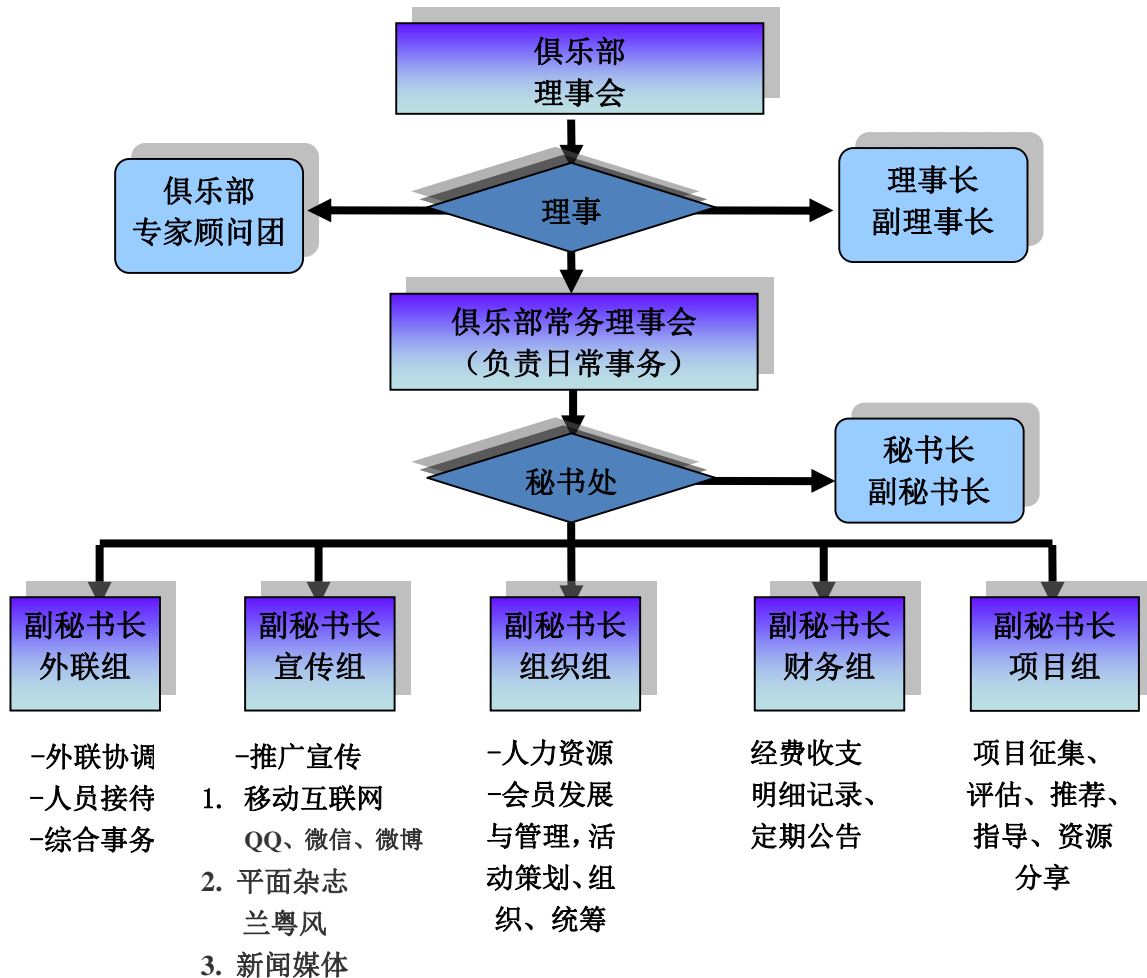 俱乐部
理事会
俱乐部
专家顾问团
理事
理事长
副理事长
俱乐部常务理事会
（负责日常事务）
秘书处
秘书长
副秘书长
副秘书长
外联组
副秘书长
宣传组
副秘书长
组织组
副秘书长
财务组
副秘书长
项目组
-外联协调
-人员接待
-综合事务
-推广宣传
1. 移动互联网
QQ、微信、微博
2. 平面杂志
兰粤风
3. 新闻媒体
-人力资源
-会员发展
与管理，活
动策划、组
织、统筹
经费收支
明细记录、
定期公告
项目征集、
评估、推荐、
指导、资源
分享